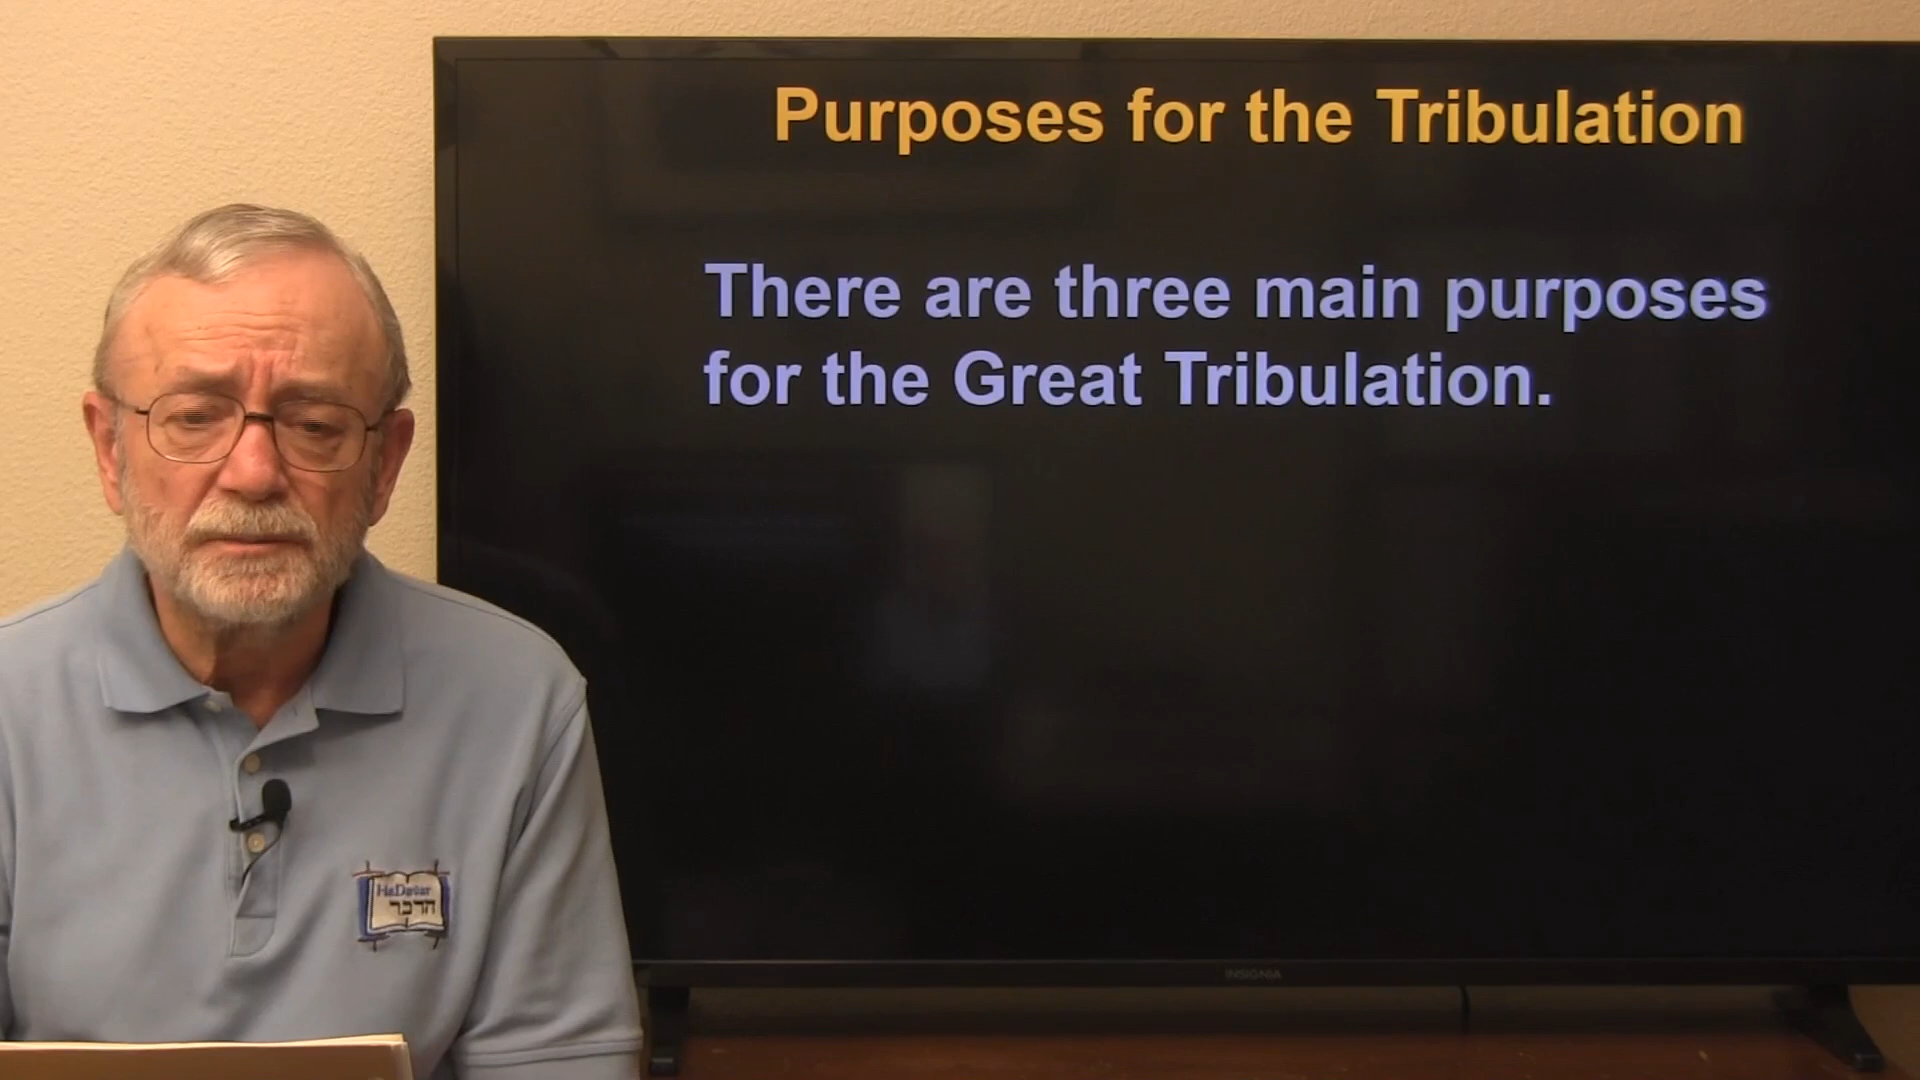 Purposes for the Tribulation
There are three main purposes
for the Great Tribulation.
HaDavar
הדבר
INSIGNIA